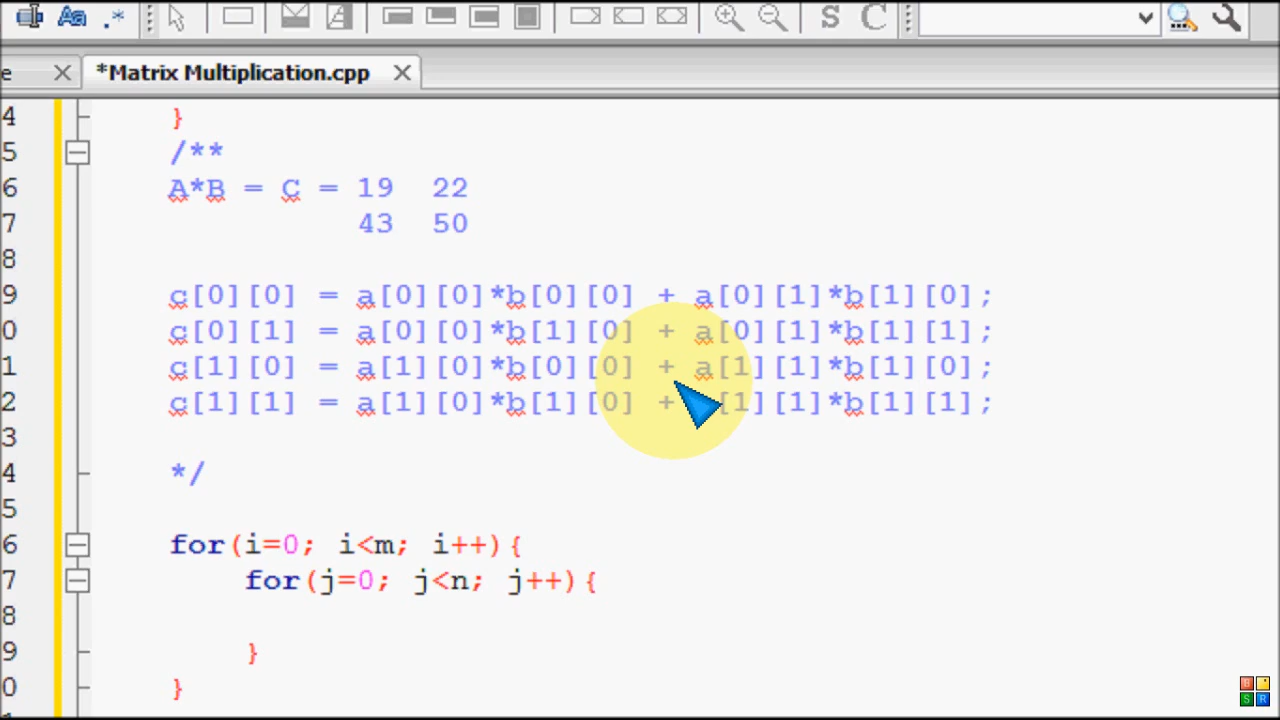 Aa .* S C
e *Matrix Multiplication.cpp
4 }
5 /**
6 A*B = C = 19 22
7 43 50
8
9 c[0][0] = a[0][0]*b[0][0] + a[0][1]*b[1][0];
0 c[0][1] = a[0][0]*b[1][0] + a[0][1]*b[1][1];
1 c[1][0] = a[1][0]*b[0][0] + a[1][1]*b[1][0];
2 c[1][1] = a[1][0]*b[1][0] + [1][1]*b[1][1];
3
4 */
5
6 for(i=0; i<m; i++){
7 for(j=0; j<n; j++){
8
9 }
0 }